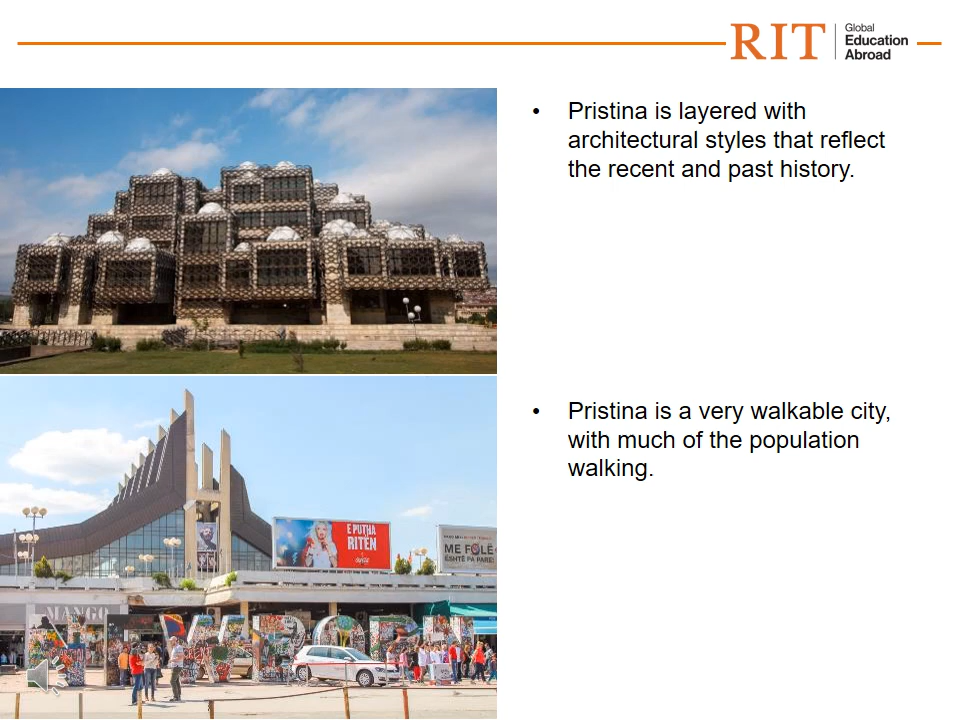 RIT
Global
Education
Abroad
• Pristina is layered with
architectural styles that reflect
the recent and past history.
• Pristina is a very walkable city,
with much of the population
walking.
E PUTHA
RITËN
ME FOLË
ËSHTË PA PARE!
MANGO